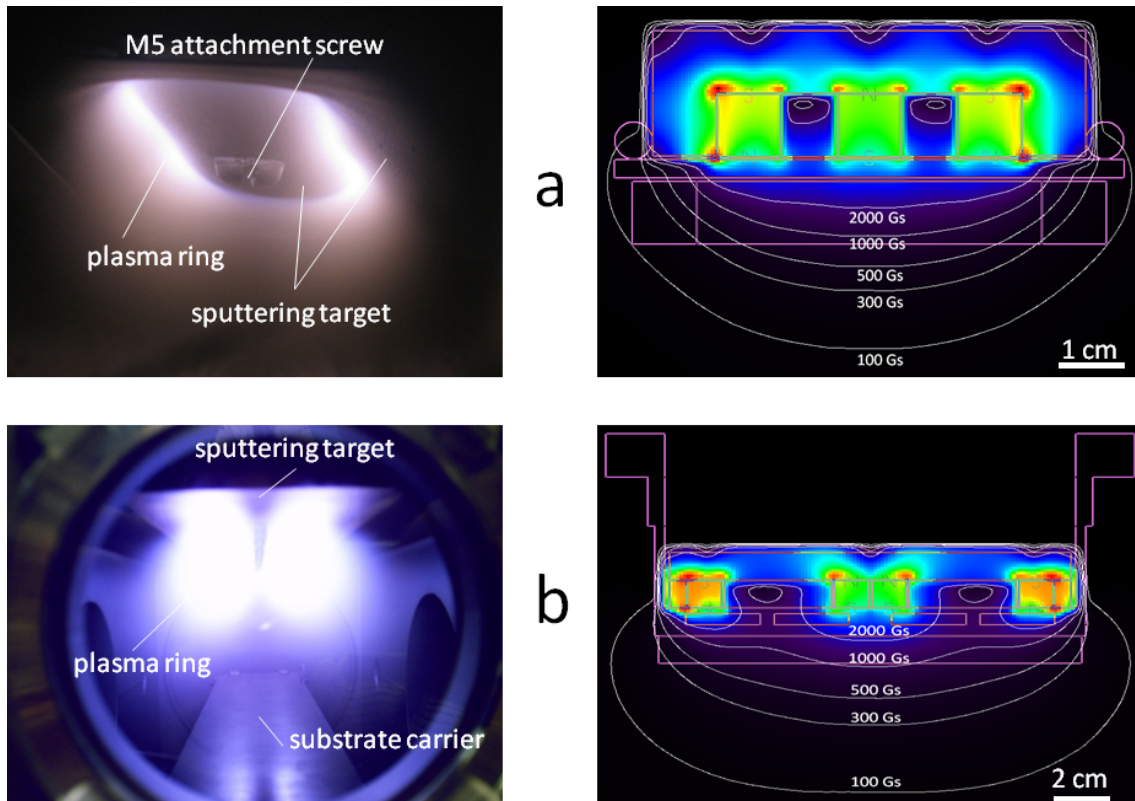 M5 attachment screw
plasma ring
sputtering target
a
S
N
S
S
2000 Gs
1000 Gs
500 Gs
300 Gs
100 Gs
1 cm
sputtering target
plasma ring
substrate carrier
b
2000 Gs
1000 Gs
500 Gs
300 Gs
100 Gs
2 cm